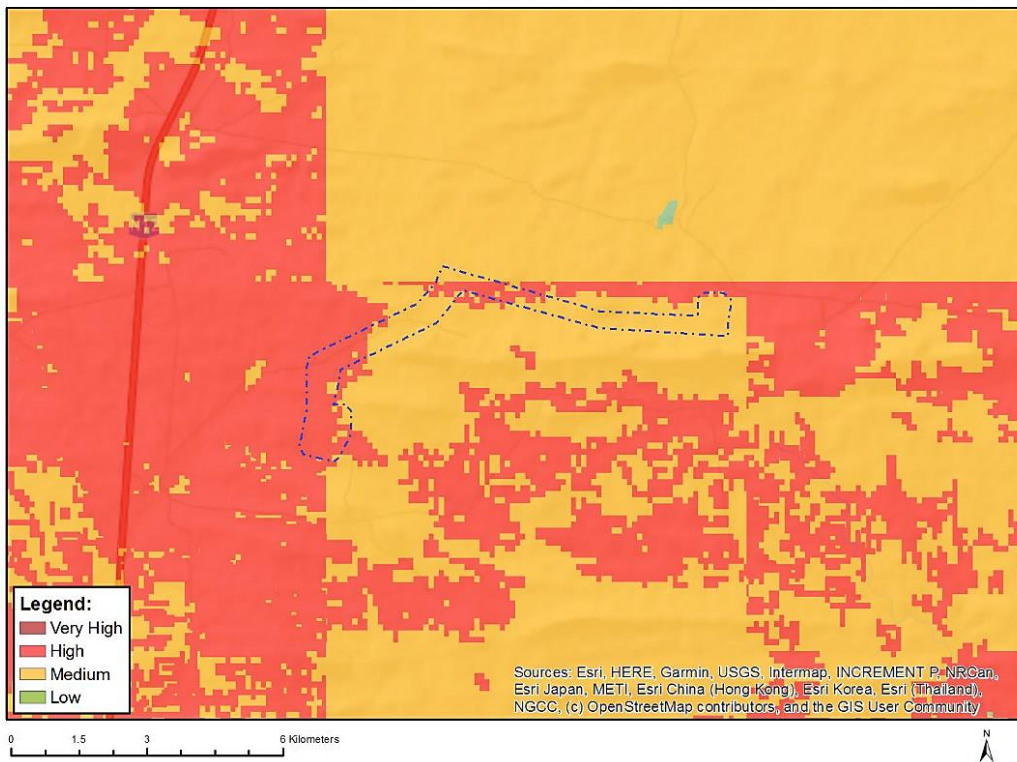 Legend:
Very High
High
Medium
Low
Sources: Esri, HERE, Garmin, USGS, Intermap, INCREMENT P, NRCan,
Esri Japan, METI, Esri China (Hong Kong), Esri Korea, Esri (Thailand),
NGCC, (c) OpenStreetMap contributors, and the GIS User Community
0 1.5 3 6 Kilometers
N